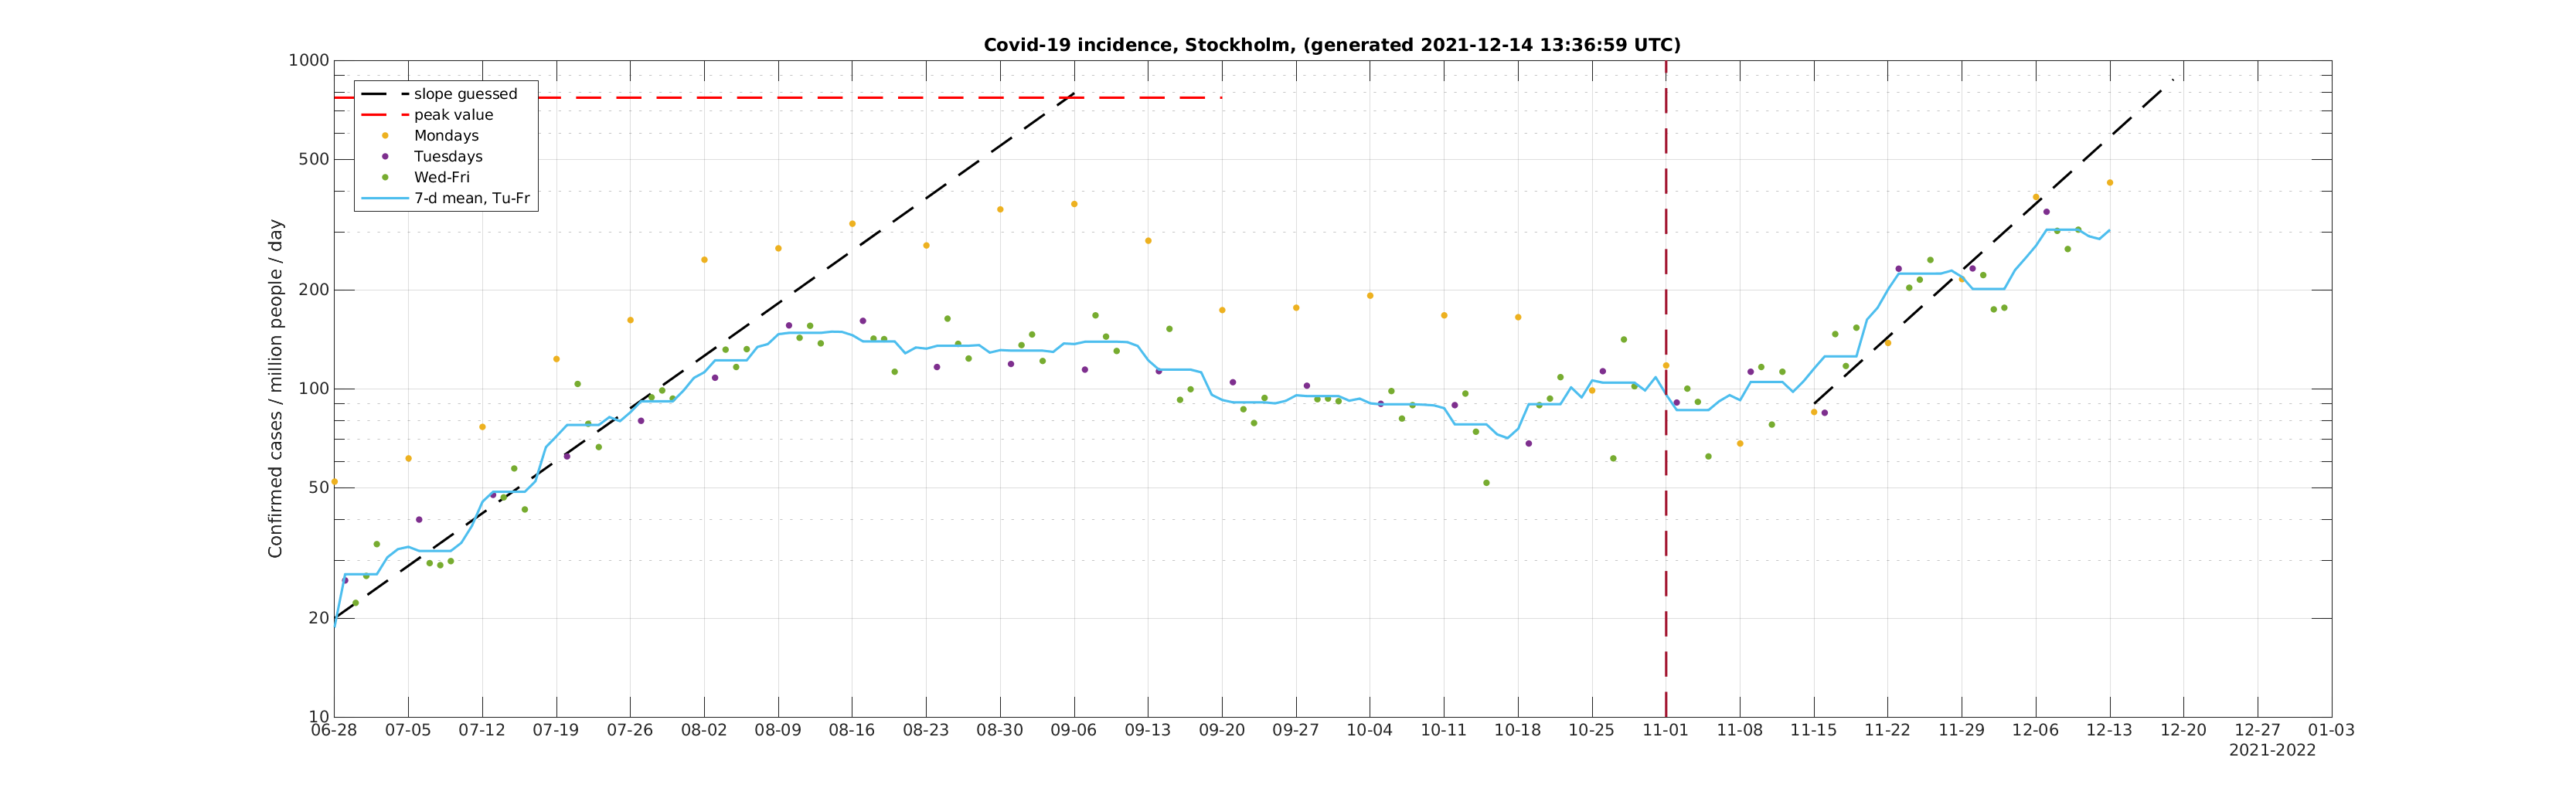 Covid-19 incidence, Stockholm, (generated 2021-12-14 13:36:59 UTC)
1000
500
200
100
50
20
10
Confirmed cases / million people / day
slope guessed
peak value
Mondays
Tuesdays
Wed-Fri
7-d mean, Tu-Fr
06-28 07-05 07-12 07-19 07-26 08-02 08-09 08-16 08-23 08-30 09-06 09-13 09-20 09-27 10-04 10-11 10-18 10-25 11-01 11-08 11-15 11-22 11-29 12-06 12-13 12-20 12-27 01-03
2021-2022